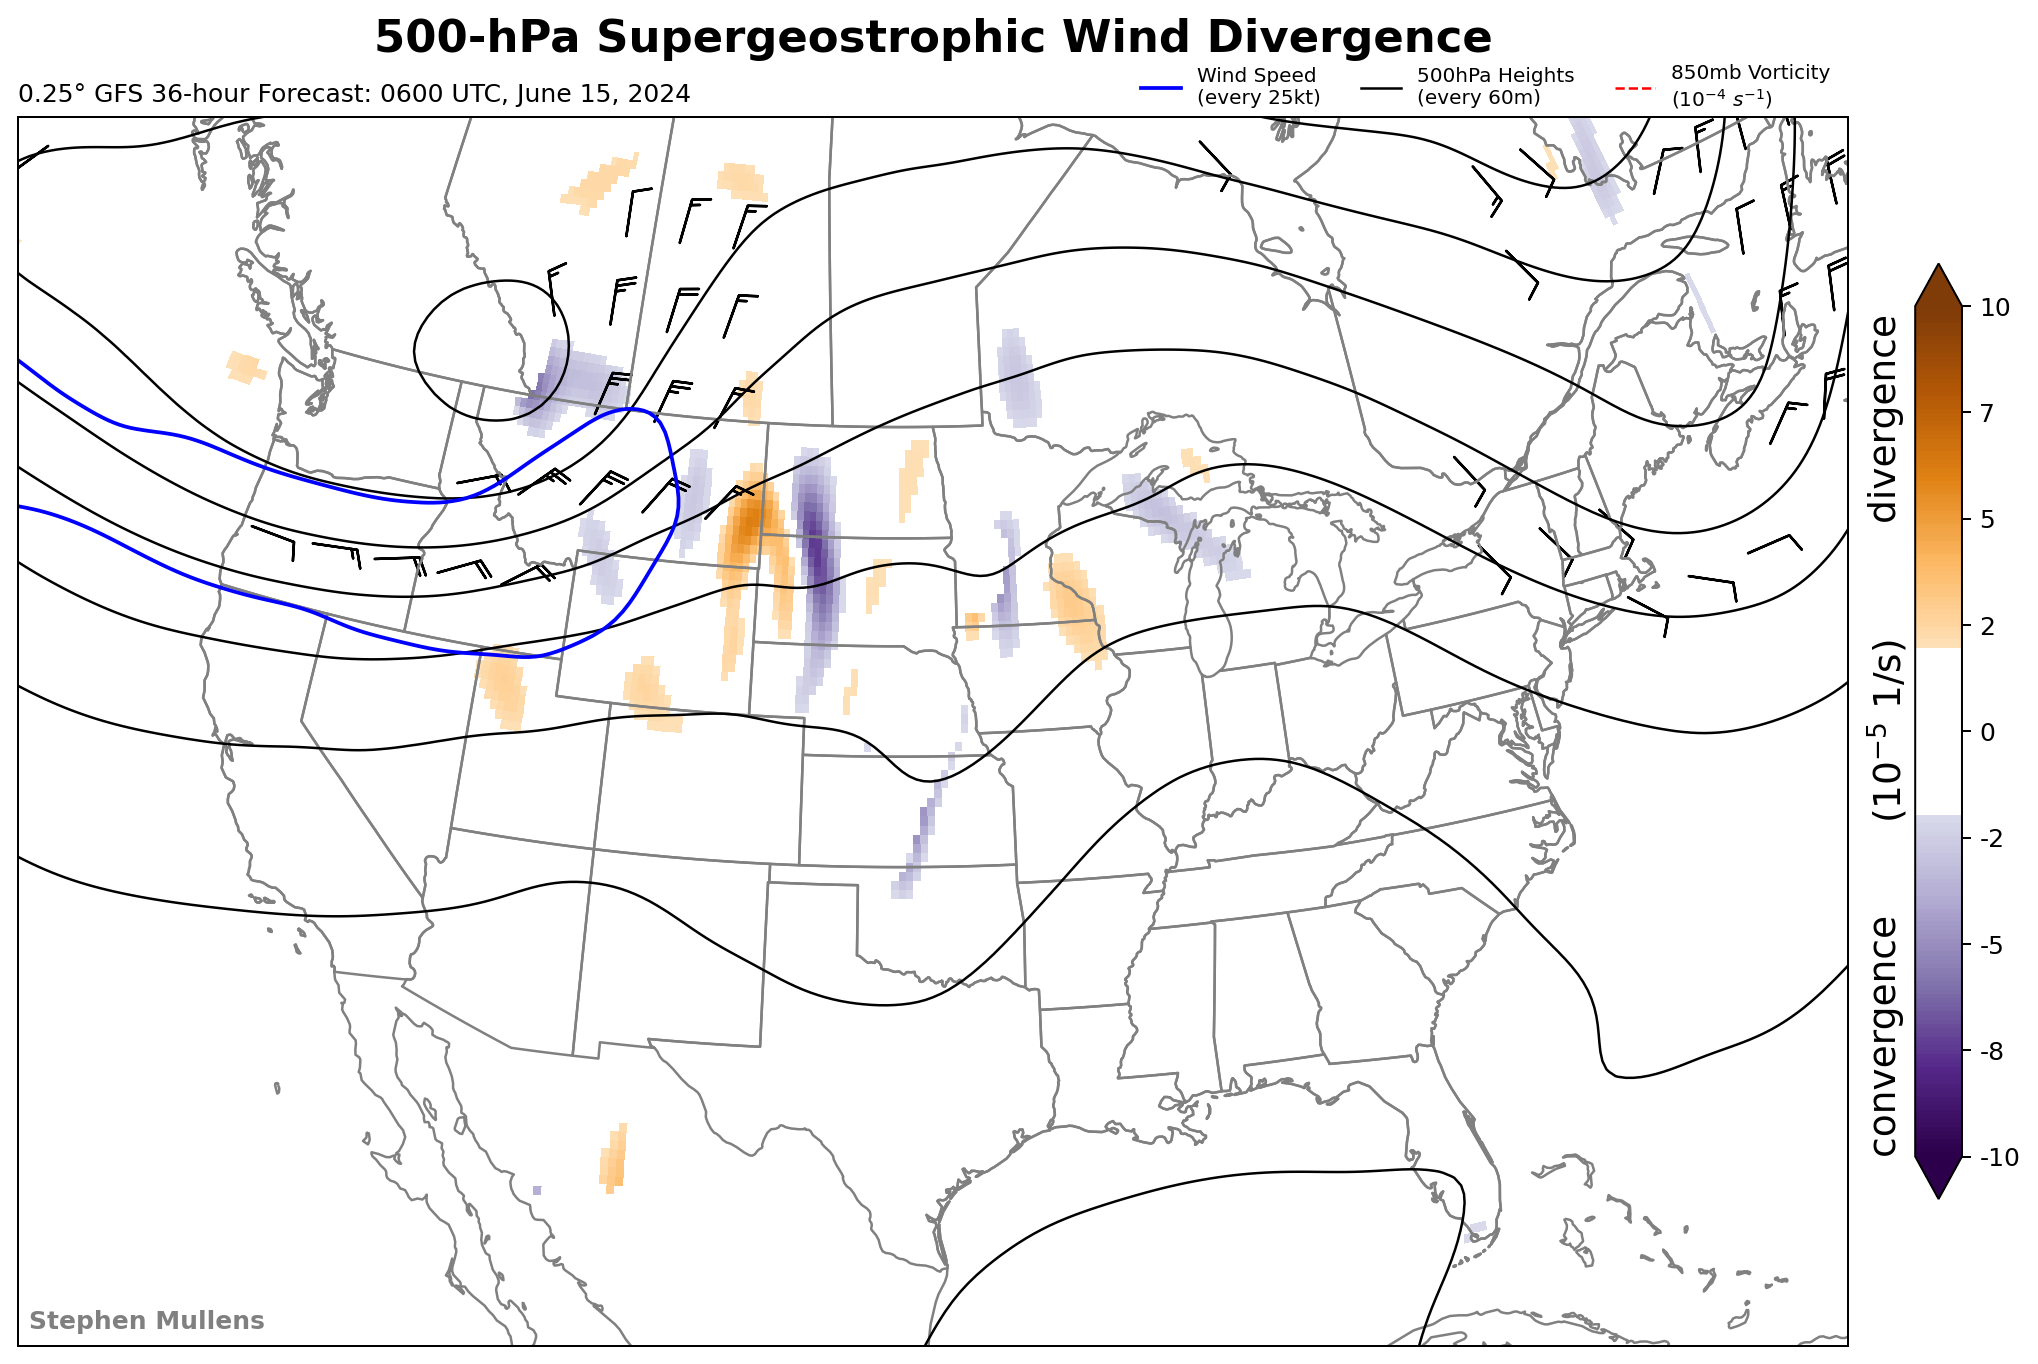 500-hPa Supergeostrophic Wind Divergence
0.25° GFS 36-hour Forecast: 0600 UTC, June 15, 2024
Wind Speed
(every 25kt)
500hPa Heights
(every 60m)
850mb Vorticity
(10⁻⁴ s⁻¹)
10
7
5
2
0
-2
-5
-8
-10
convergence (10⁻⁵ 1/s) divergence
Stephen Mullens